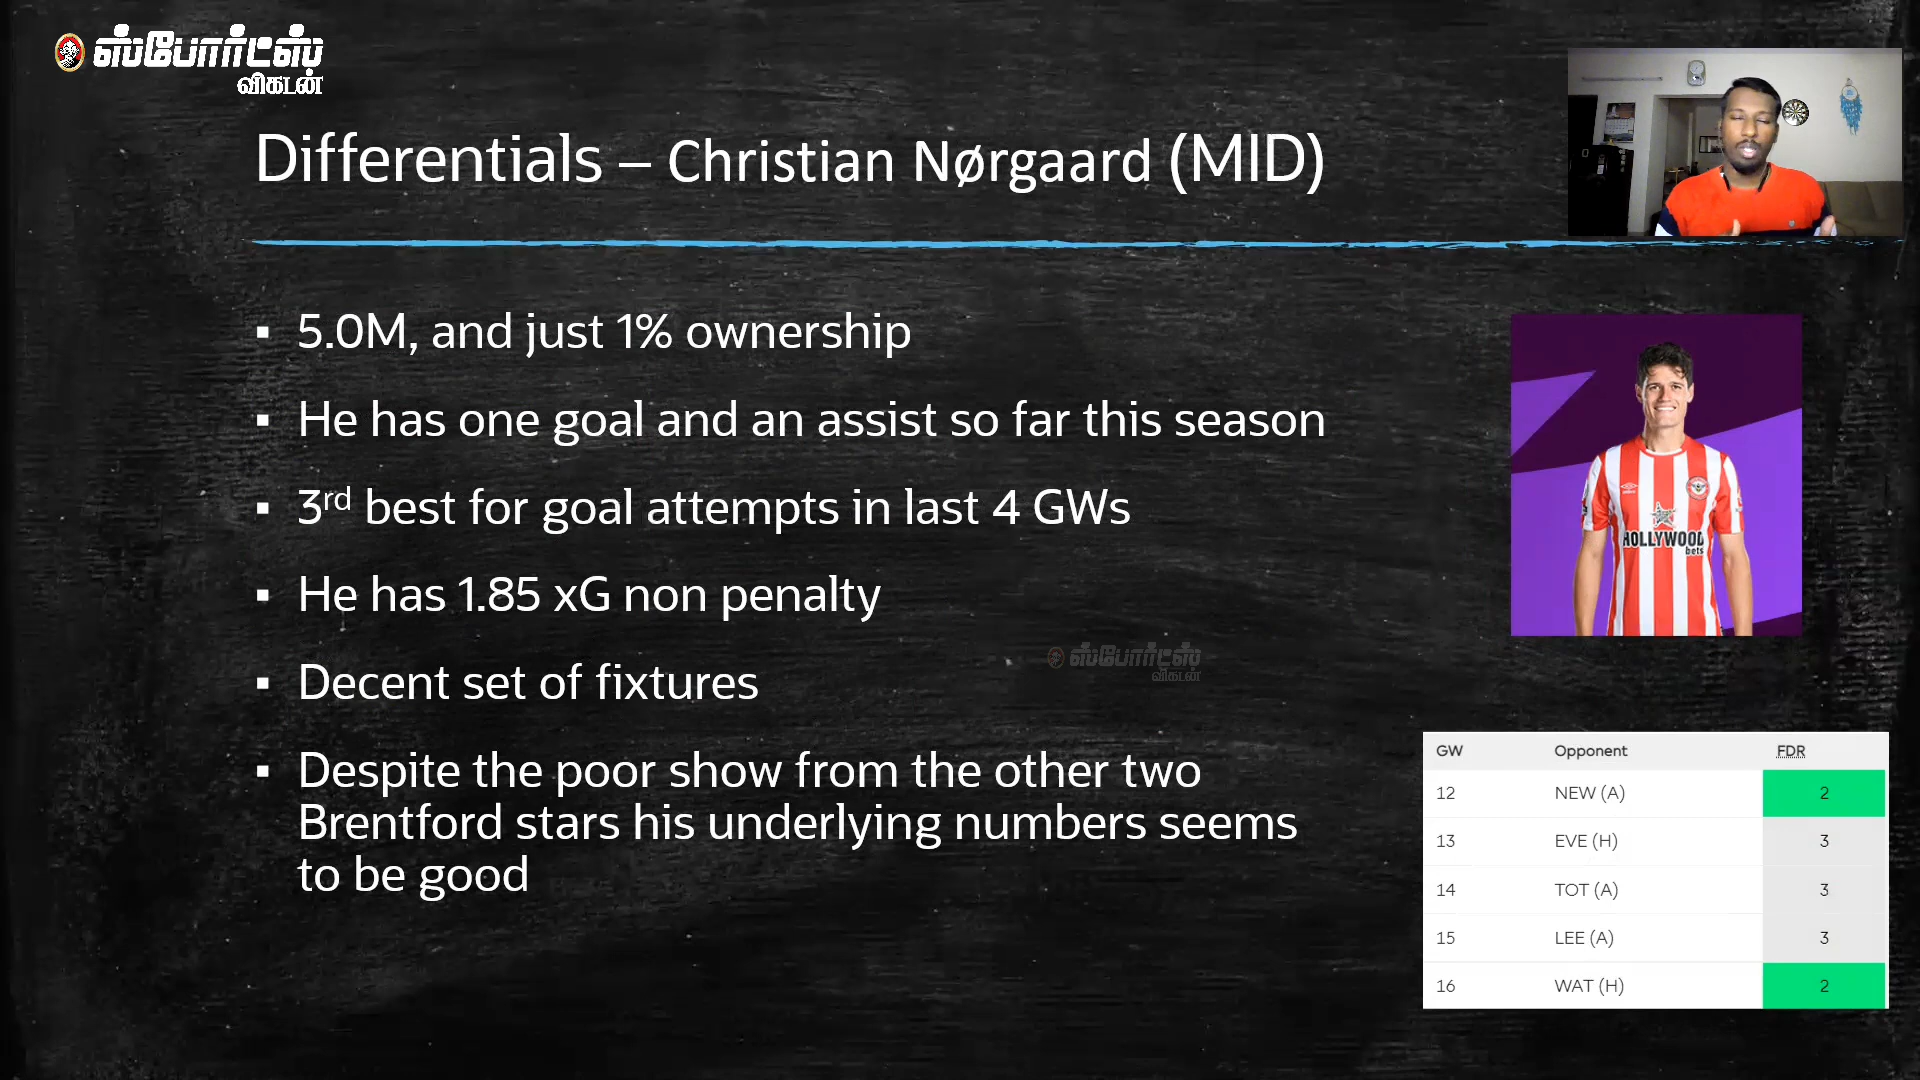 ஸ்போர்ட்ஸ்
விகடன்
Differentials – Christian Nørgaard (MID)
▪ 5.0M, and just 1% ownership
▪ He has one goal and an assist so far this season
▪ 3rd best for goal attempts in last 4 GWs
▪ He has 1.85 xG non penalty
▪ Decent set of fixtures
▪ Despite the poor show from the other two
Brentford stars his underlying numbers seems
to be good
HOLLYWOOD
bets
ஸ்போர்ட்ஸ்
விகடன்
GW Opponent FDR
12 NEW (A) 2
13 EVE (H) 3
14 TOT (A) 3
15 LEE (A) 3
16 WAT (H) 2